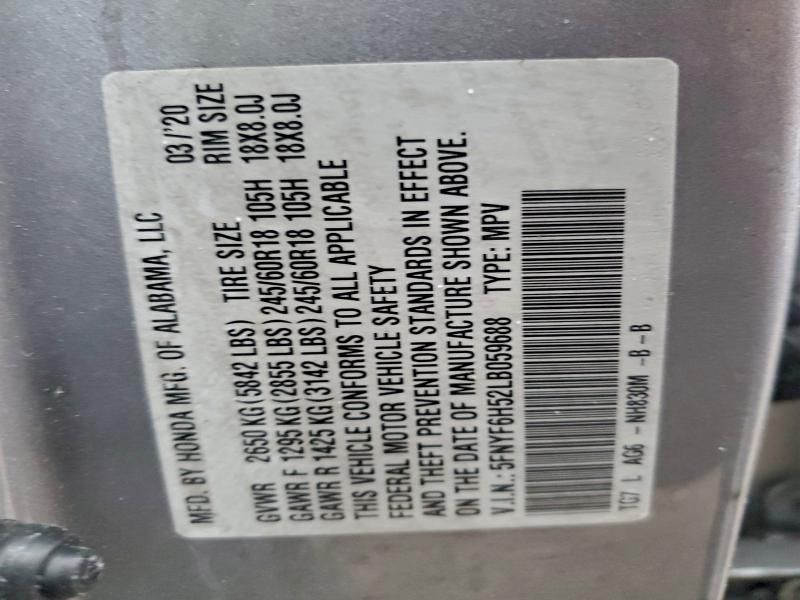 MFD. BY HONDA MFG. OF ALABAMA, LLC 03/'20
GVWR 2650 KG (5842 LBS) TIRE SIZE RIM SIZE
GAWR F 1295 KG (2855 LBS) 245/60R18 105H 18X8.0J
GAWR R 1425 KG (3142 LBS) 245/60R18 105H 18X8.0J
THIS VEHICLE CONFORMS TO ALL APPLICABLE
FEDERAL MOTOR VEHICLE SAFETY
AND THEFT PREVENTION STANDARDS IN EFFECT
ON THE DATE OF MANUFACTURE SHOWN ABOVE.
V.I.N.: 5FNYF6H52LB059688 TYPE: MPV
TG7 L AG6 - NH830M -B -B